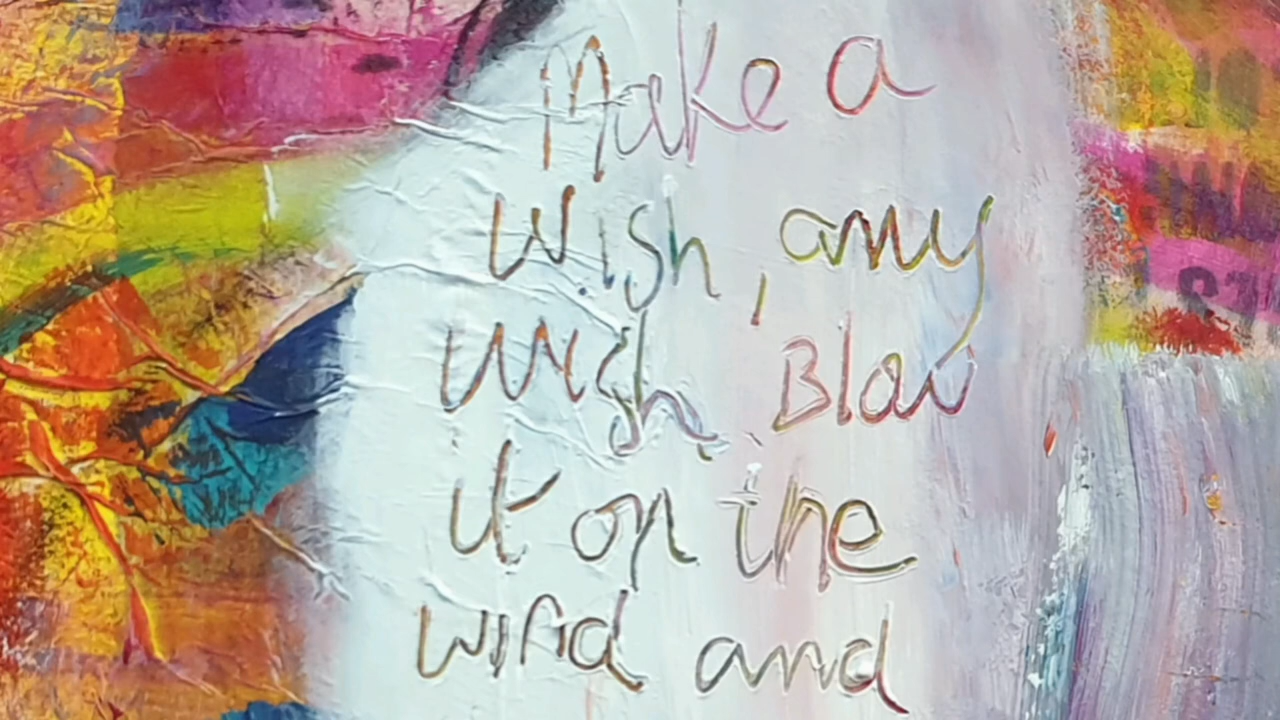 Make a
wish, any
wish. Blow
it on the
wind and